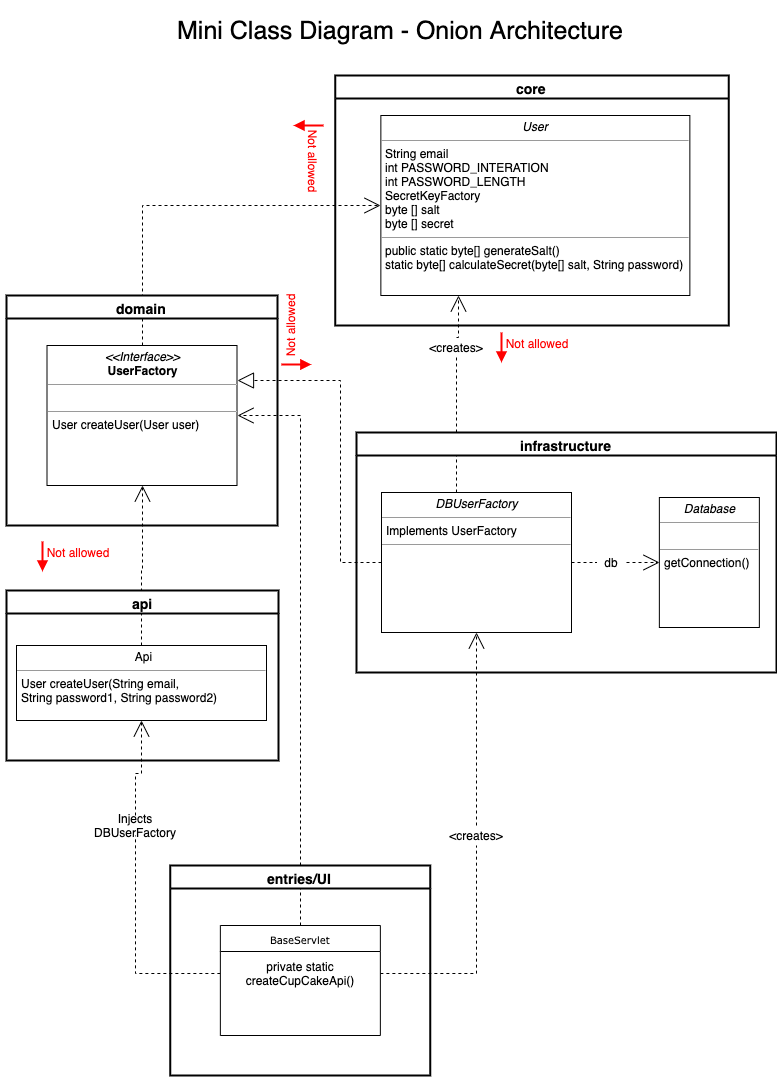 Mini Class Diagram - Onion Architecture
core
User
String email
int PASSWORD_INTERATION
int PASSWORD_LENGTH
SecretKeyFactory
byte [] salt
byte [] secret
public static byte[] generateSalt()
static byte[] calculateSecret(byte[] salt, String password)
Not allowed
domain
<<Interface>>
UserFactory
User createUser(User user)
Not allowed
<creates>
Not allowed
infrastructure
DBUserFactory
Implements UserFactory
db
Database
getConnection()
Not allowed
api
Api
User createUser(String email,
String password1, String password2)
Injects
DBUserFactory
<creates>
entries/UI
BaseServlet
private static
createCupCakeApi()